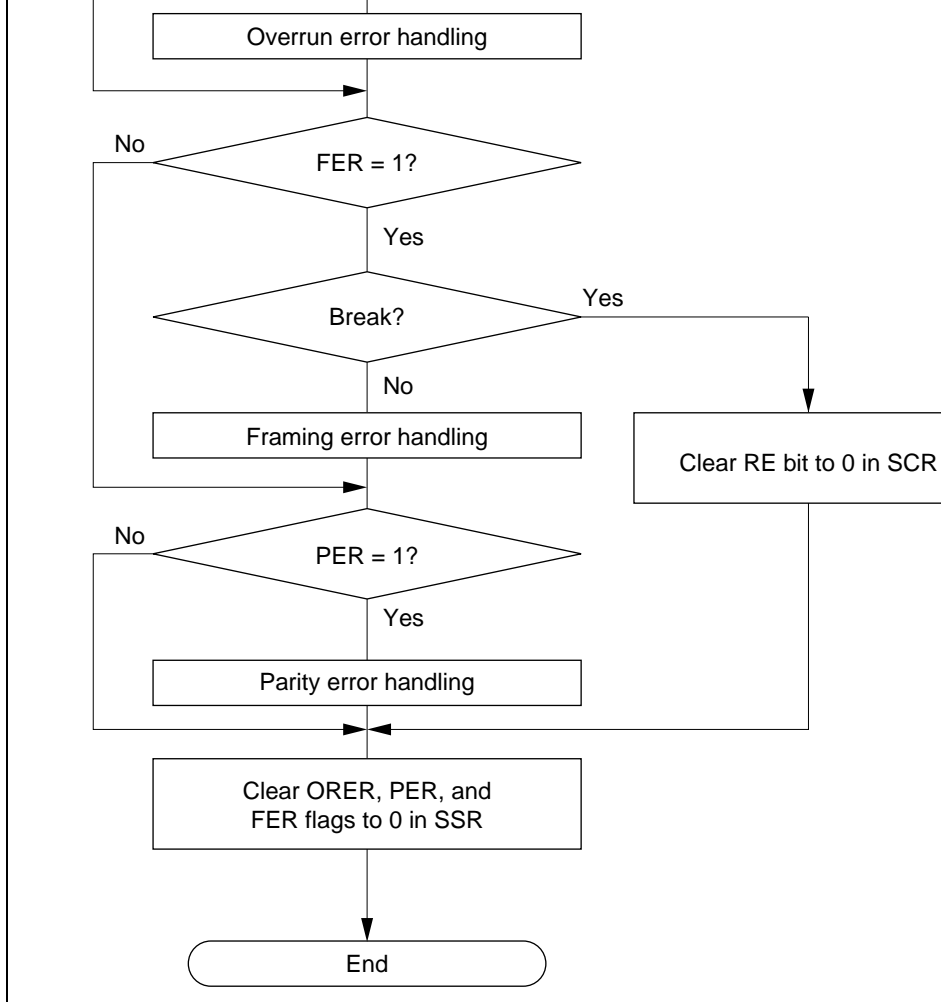 Overrun error handling
No
FER = 1?
Yes
Break?
Yes
No
Framing error handling
Clear RE bit to 0 in SCR
No
PER = 1?
Yes
Parity error handling
Clear ORER, PER, and
FER flags to 0 in SSR
End